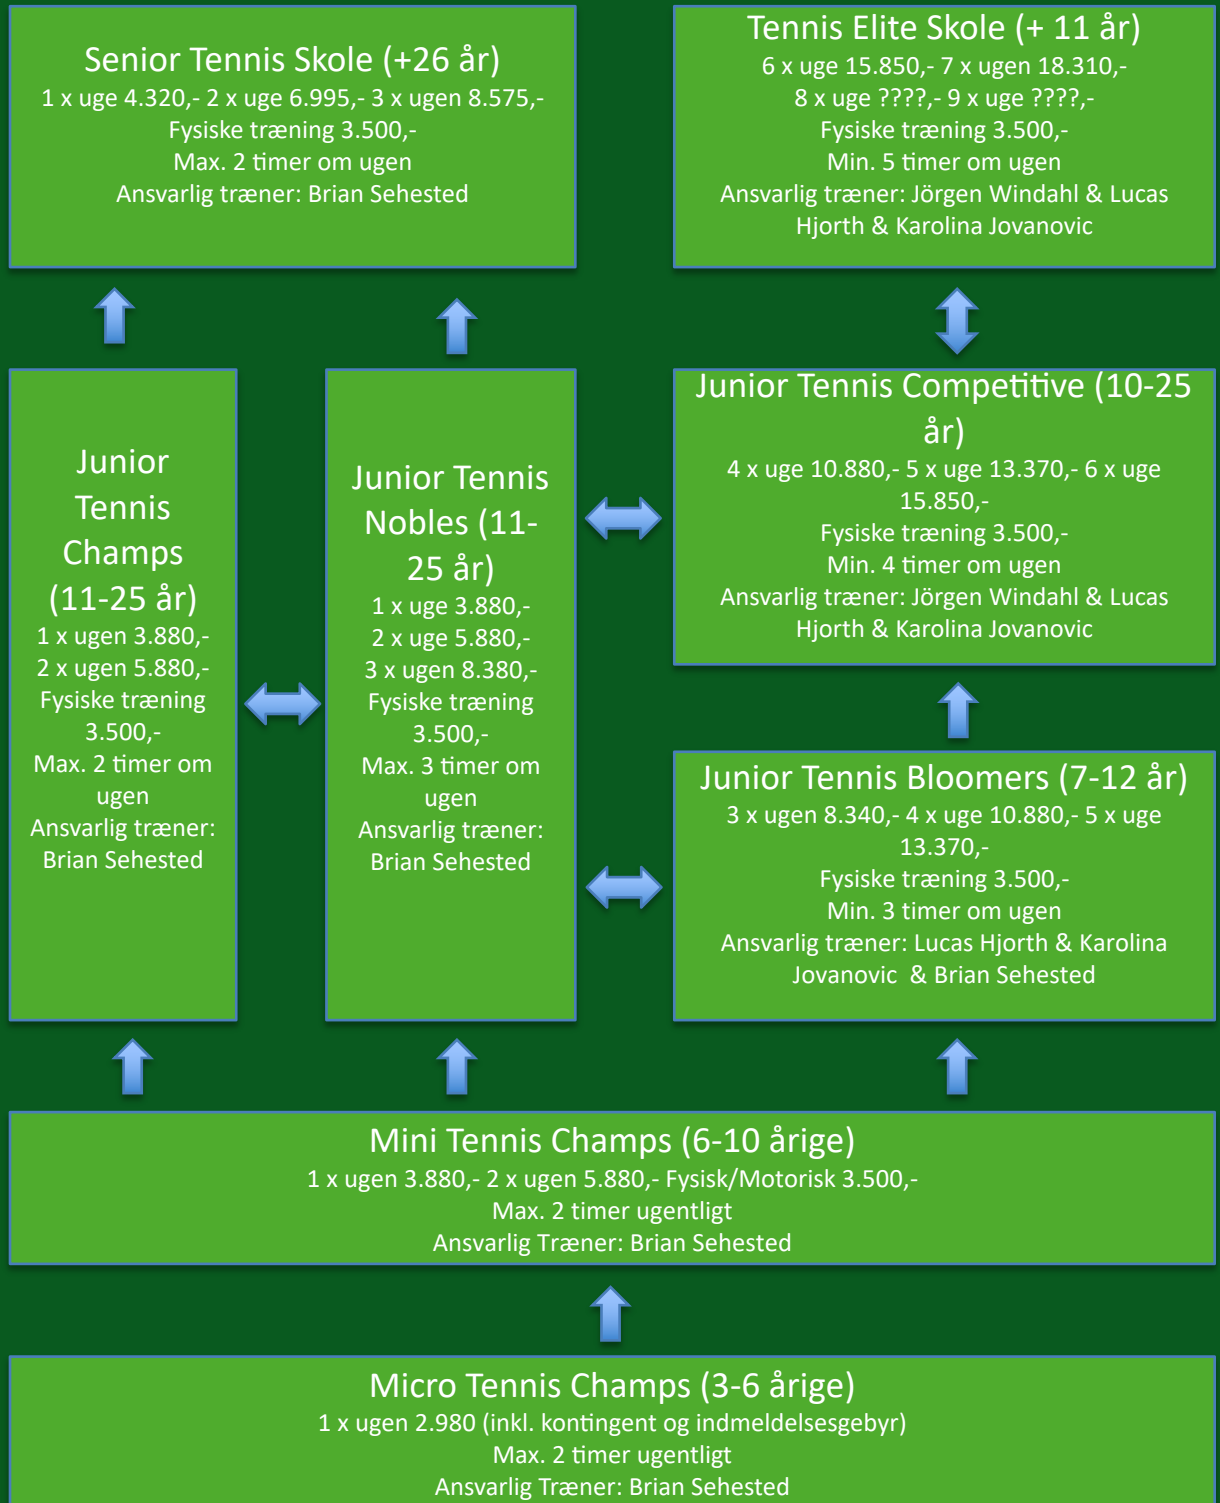 Senior Tennis Skole (+26 år)
1 x uge 4.320,- 2 x uge 6.995,- 3 x ugen 8.575,-
Fysiske træning 3.500,-
Max. 2 timer om ugen
Ansvarlig træner: Brian Sehested
Tennis Elite Skole (+ 11 år)
6 x uge 15.850,- 7 x ugen 18.310,-
8 x uge ????,- 9 x uge ????,-
Fysiske træning 3.500,-
Min. 5 timer om ugen
Ansvarlig træner: Jörgen Windahl & Lucas
Hjorth & Karolina Jovanovic
Junior
Tennis
Champs
(11-25 år)
1 x ugen 3.880,-
2 x ugen 5.880,-
Fysiske træning
3.500,-
Max. 2 timer om
ugen
Ansvarlig træner:
Brian Sehested
Junior Tennis
Nobles (11-
25 år)
1 x uge 3.880,-
2 x uge 5.880,-
3 x ugen 8.380,-
Fysiske træning
3.500,-
Max. 3 timer om
ugen
Ansvarlig træner:
Brian Sehested
Junior Tennis Competitive (10-25
år)
4 x uge 10.880,- 5 x uge 13.370,- 6 x uge
15.850,-
Fysiske træning 3.500,-
Min. 4 timer om ugen
Ansvarlig træner: Jörgen Windahl & Lucas
Hjorth & Karolina Jovanovic
Junior Tennis Bloomers (7-12 år)
3 x ugen 8.340,- 4 x uge 10.880,- 5 x uge
13.370,-
Fysiske træning 3.500,-
Min. 3 timer om ugen
Ansvarlig træner: Lucas Hjorth & Karolina
Jovanovic & Brian Sehested
Mini Tennis Champs (6-10 årige)
1 x ugen 3.880,- 2 x ugen 5.880,- Fysisk/Motorisk 3.500,-
Max. 2 timer ugentligt
Ansvarlig Træner: Brian Sehested
Micro Tennis Champs (3-6 årige)
1 x ugen 2.980 (inkl. kontingent og indmeldelsesgebyr)
Max. 2 timer ugentligt
Ansvarlig Træner: Brian Sehested